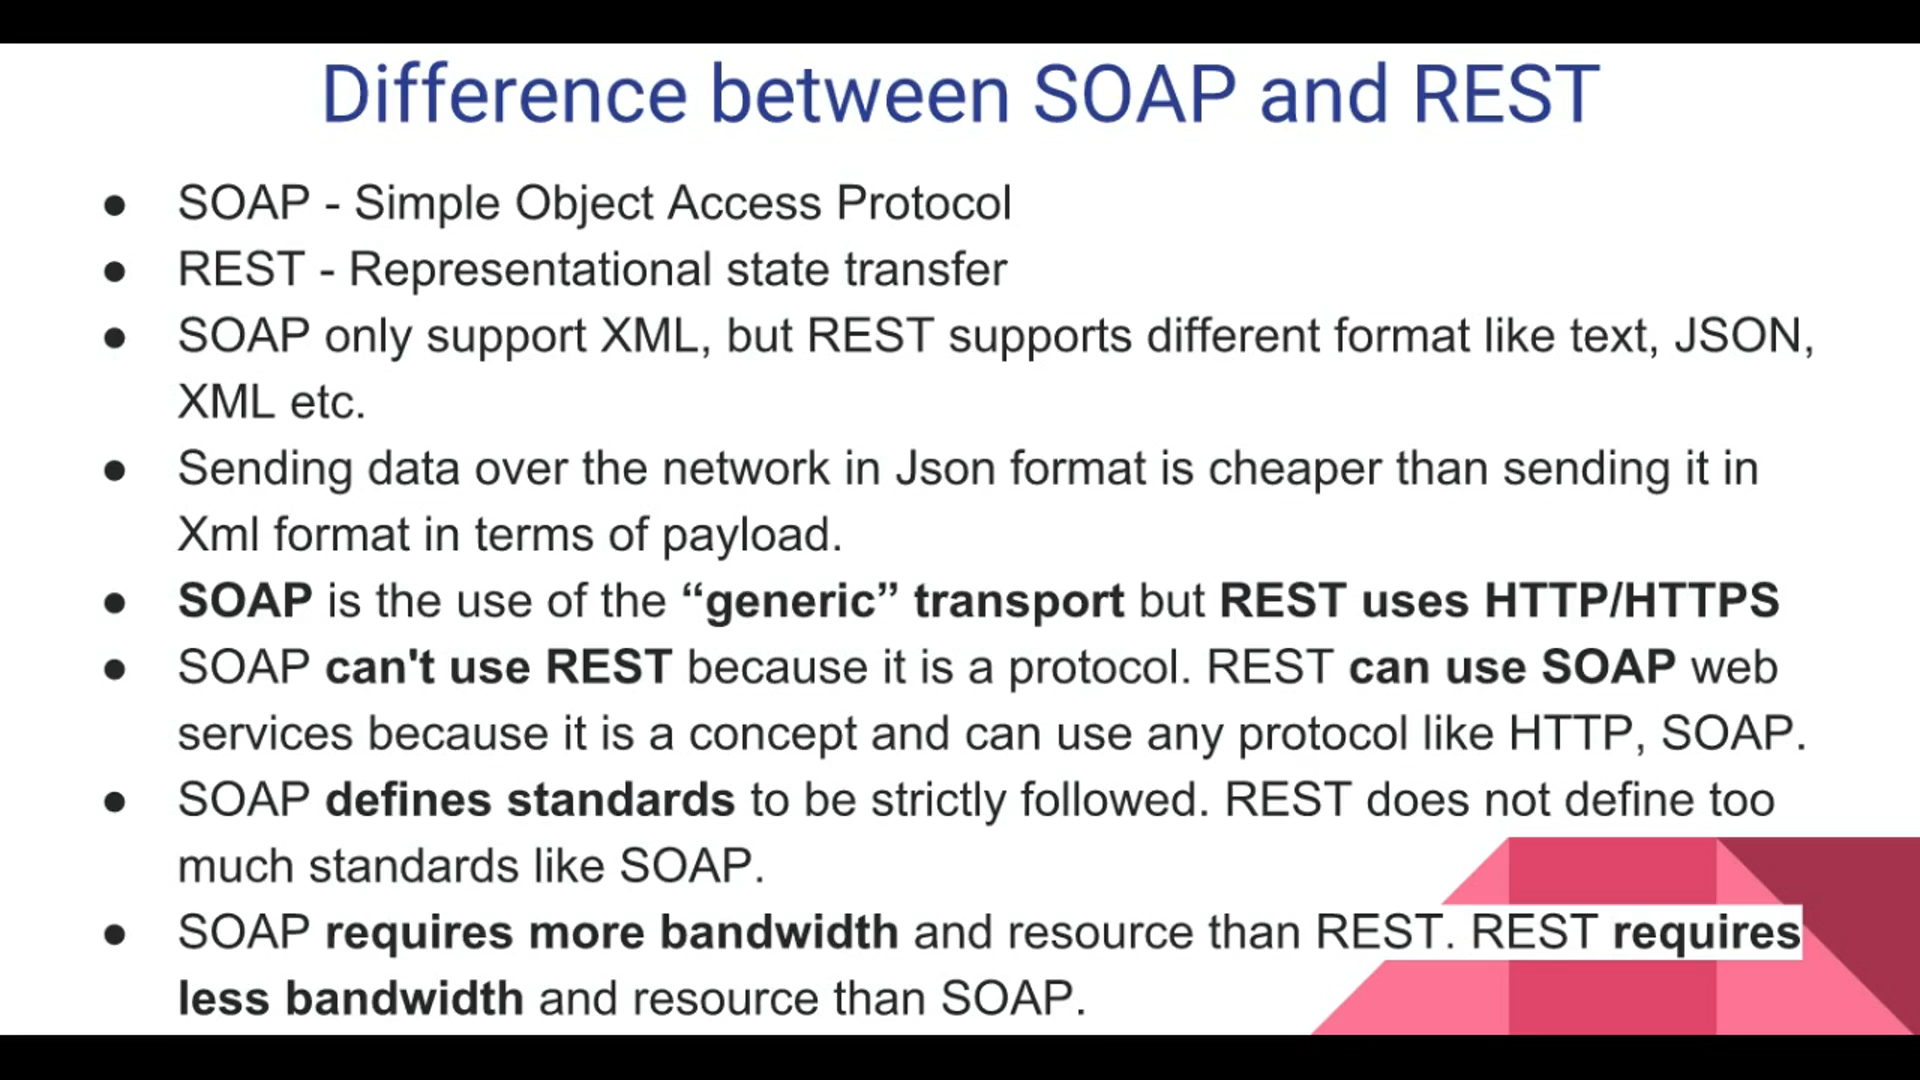 Difference between SOAP and REST
● SOAP - Simple Object Access Protocol
● REST - Representational state transfer
● SOAP only support XML, but REST supports different format like text, JSON,
XML etc.
● Sending data over the network in Json format is cheaper than sending it in
Xml format in terms of payload.
● SOAP is the use of the “generic” transport but REST uses HTTP/HTTPS
● SOAP can't use REST because it is a protocol. REST can use SOAP web
services because it is a concept and can use any protocol like HTTP, SOAP.
● SOAP defines standards to be strictly followed. REST does not define too
much standards like SOAP.
● SOAP requires more bandwidth and resource than REST. REST requires
less bandwidth and resource than SOAP.